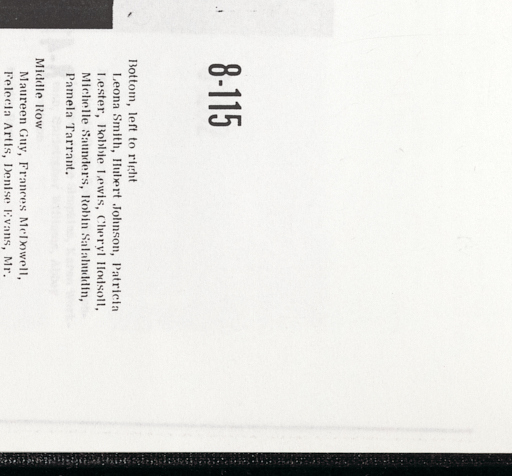 8-115
Bottom, left to right
Leona Smith, Hubert Johnson, Patricia
Lester, Bobbie Lewis, Cheryl Hodsoll,
Michelle Saunders, Robin Salahuddin,
Pamela Tarrant.
Middle Row
Maureen Guy, Frances McDowell,
Felecia Artis, Denise Evans, Mr.